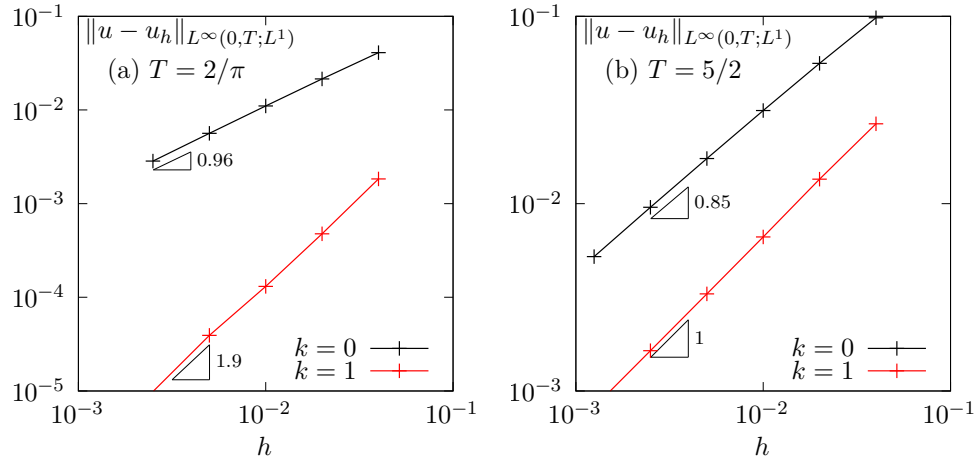 10⁻¹
10⁻²
10⁻³
10⁻⁴
10⁻⁵
10⁻³ 10⁻² 10⁻¹
h
‖u − u_h‖_{L^∞(0,T;L¹)}
(a) T = 2/π
0.96
1.9
k = 0
k = 1
10⁻¹
10⁻²
10⁻³
10⁻³ 10⁻² 10⁻¹
h
‖u − u_h‖_{L^∞(0,T;L¹)}
(b) T = 5/2
0.85
1
k = 0
k = 1